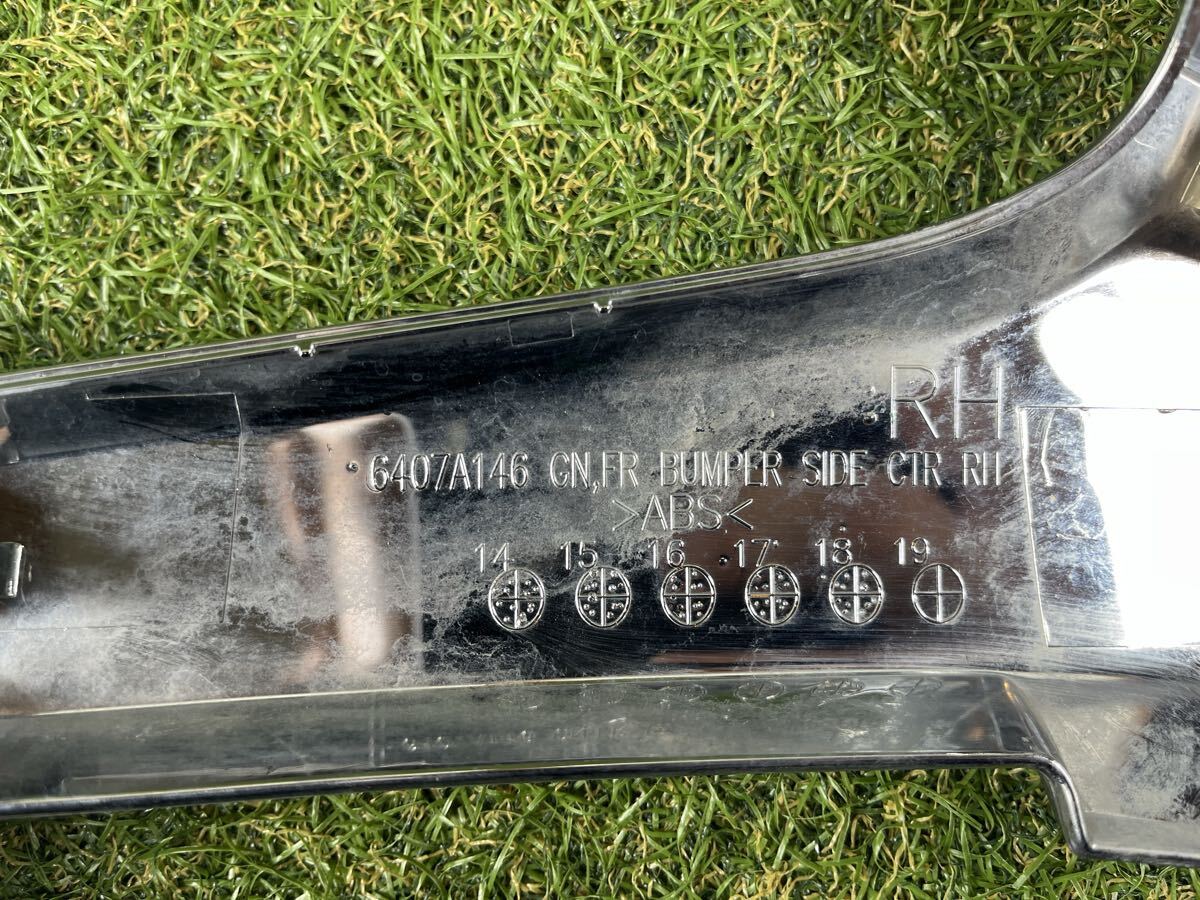 RH
6407A146 GN,FR BUMPER SIDE CTR RH
>ABS<
14 15 16 17 18 19